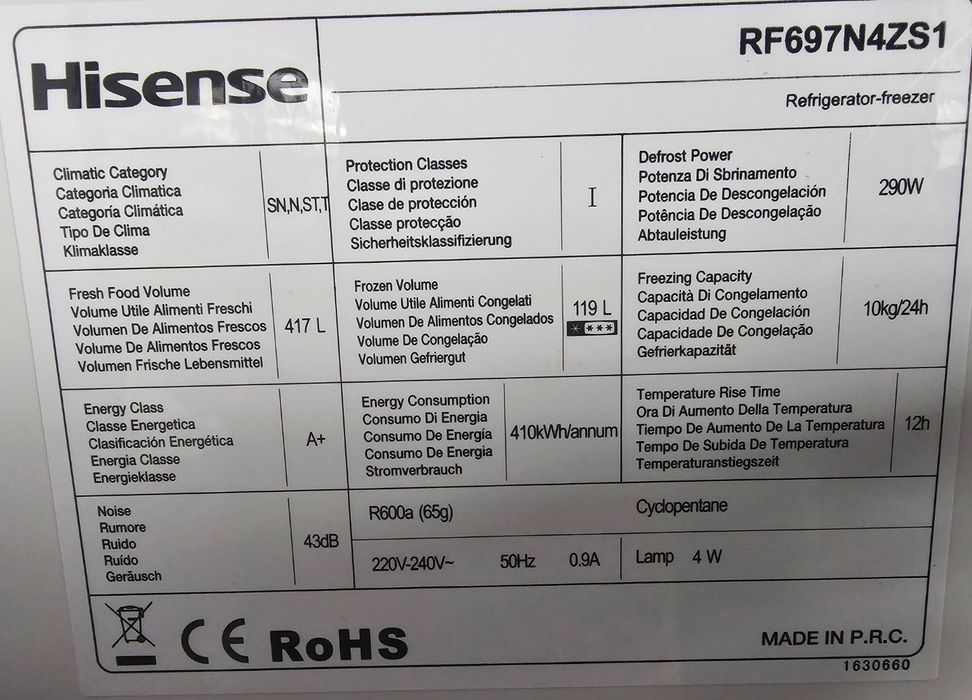 Hisense
RF697N4ZS1
Refrigerator-freezer
Climatic Category
Categoria Climatica
Categoría Climática
Tipo De Clima
Klimaklasse
SN,N,ST,T
Protection Classes
Classe di protezione
Clase de protección
Classe protecção
Sicherheitsklassifizierung
I
Defrost Power
Potenza Di Sbrinamento
Potencia De Descongelación
Potência De Descongelação
Abtauleistung
290W
Fresh Food Volume
Volume Utile Alimenti Freschi
Volumen De Alimentos Frescos
Volume De Alimentos Frescos
Volumen Frische Lebensmittel
417 L
Frozen Volume
Volume Utile Alimenti Congelati
Volumen De Alimentos Congelados
Volume De Congelação
Volumen Gefriergut
119 L
* ***
Freezing Capacity
Capacità Di Congelamento
Capacidad De Congelación
Capacidade De Congelação
Gefrierkapazität
10kg/24h
Energy Class
Classe Energetica
Clasificación Energética
Energia Classe
Energieklasse
A+
Energy Consumption
Consumo Di Energia
Consumo De Energía
Consumo De Energia
Stromverbrauch
410kWh/annum
Temperature Rise Time
Ora Di Aumento Della Temperatura
Tiempo De Aumento De La Temperatura
Tempo De Subida De Temperatura
Temperaturanstiegszeit
12h
Noise
Rumore
Ruido
Ruído
Geräusch
43dB
R600a (65g)
Cyclopentane
220V-240V~ 50Hz 0.9A
Lamp 4 W
CE RoHS
MADE IN P.R.C.
1630660